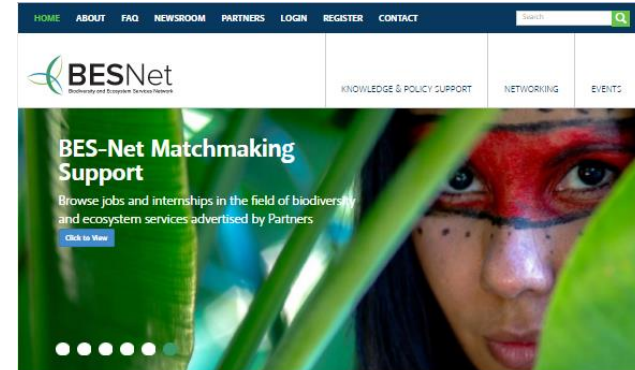 HOME ABOUT FAQ NEWSROOM PARTNERS LOGIN REGISTER CONTACT Search
BESNet
Biodiversity and Ecosystem Services Network
KNOWLEDGE & POLICY SUPPORT NETWORKING EVENTS
BES-Net Matchmaking
Support
Browse jobs and internships in the field of biodiversity
and ecosystem services advertised by Partners
Click to View